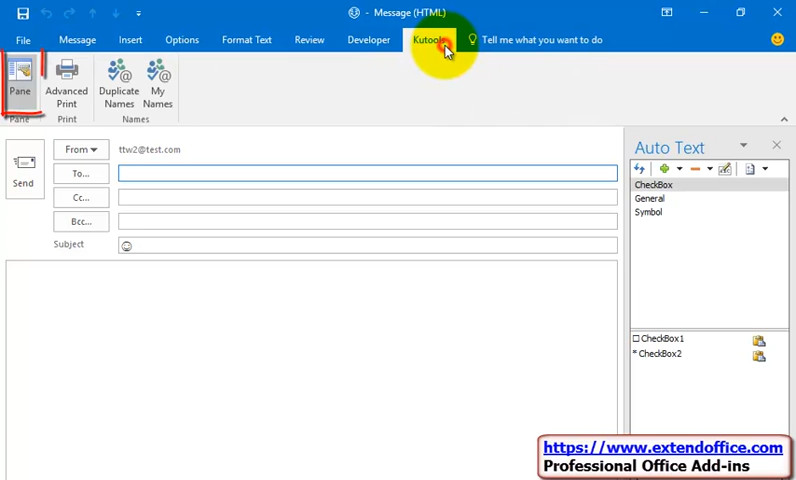 Message (HTML)
File Message Insert Options Format Text Review Developer Kutools Tell me what you want to do
Pane Advanced Print Duplicate Names My Names
Pane Print Names
Auto Text
From ttw2@test.com
To...
Send
Cc...
Bcc...
Subject
CheckBox
General
Symbol
CheckBox1
* CheckBox2
https://www.extendoffice.com
Professional Office Add-ins